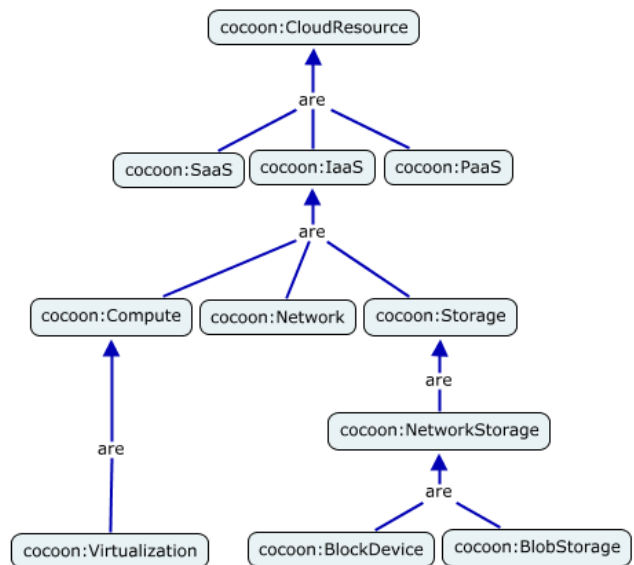 cocoon:CloudResource
are
cocoon:SaaS
cocoon:IaaS
cocoon:PaaS
are
cocoon:Compute
cocoon:Network
cocoon:Storage
are
cocoon:NetworkStorage
are
are
cocoon:Virtualization
cocoon:BlockDevice
cocoon:BlobStorage